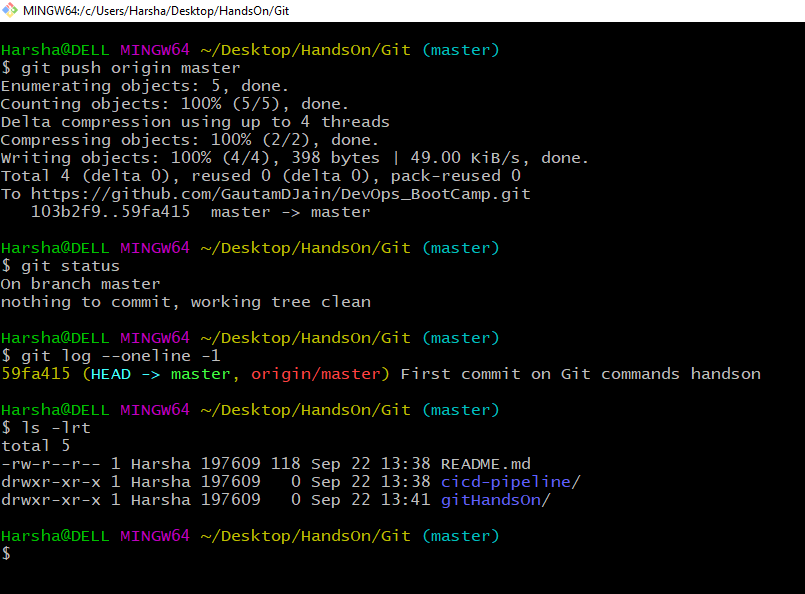 MINGW64:/c/Users/Harsha/Desktop/HandsOn/Git
Harsha@DELL MINGW64 ~/Desktop/HandsOn/Git (master)
$ git push origin master
Enumerating objects: 5, done.
Counting objects: 100% (5/5), done.
Delta compression using up to 4 threads
Compressing objects: 100% (2/2), done.
Writing objects: 100% (4/4), 398 bytes | 49.00 KiB/s, done.
Total 4 (delta 0), reused 0 (delta 0), pack-reused 0
To https://github.com/GautamDJain/DevOps_BootCamp.git
   103b2f9..59fa415  master -> master
Harsha@DELL MINGW64 ~/Desktop/HandsOn/Git (master)
$ git status
On branch master
nothing to commit, working tree clean
Harsha@DELL MINGW64 ~/Desktop/HandsOn/Git (master)
$ git log --oneline -1
59fa415 (HEAD -> master, origin/master) First commit on Git commands handson
Harsha@DELL MINGW64 ~/Desktop/HandsOn/Git (master)
$ ls -lrt
total 5
-rw-r--r-- 1 Harsha 197609 118 Sep 22 13:38 README.md
drwxr-xr-x 1 Harsha 197609   0 Sep 22 13:38 cicd-pipeline/
drwxr-xr-x 1 Harsha 197609   0 Sep 22 13:41 gitHandsOn/
Harsha@DELL MINGW64 ~/Desktop/HandsOn/Git (master)
$